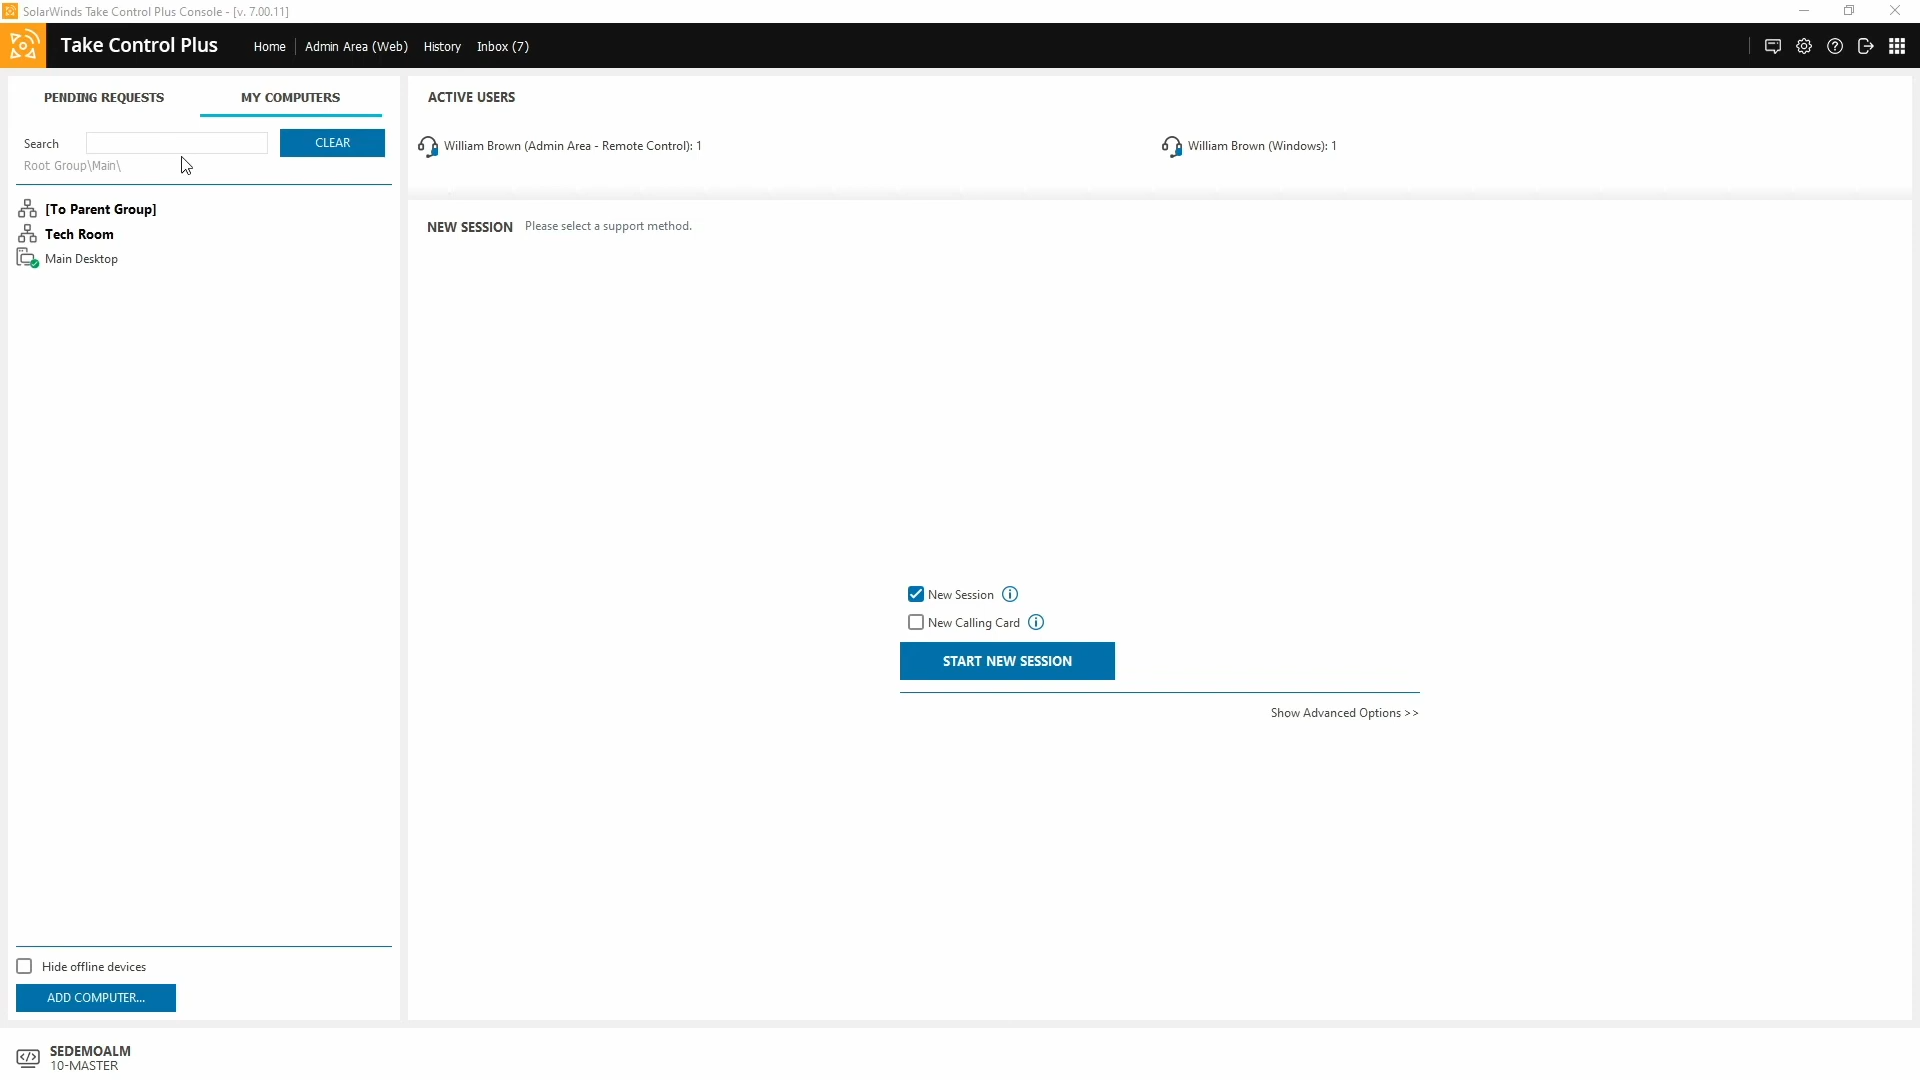 SolarWinds Take Control Plus Console - [v. 7.00.11]
Take Control Plus
Home
Admin Area (Web)
History
Inbox (7)
PENDING REQUESTS
MY COMPUTERS
Search
CLEAR
Root Group\Main\
[To Parent Group]
Tech Room
Main Desktop
Hide offline devices
ADD COMPUTER...
ACTIVE USERS
William Brown (Admin Area - Remote Control): 1
William Brown (Windows): 1
NEW SESSION Please select a support method.
New Session
New Calling Card
START NEW SESSION
Show Advanced Options >>
SEDEMOALM
10-MASTER